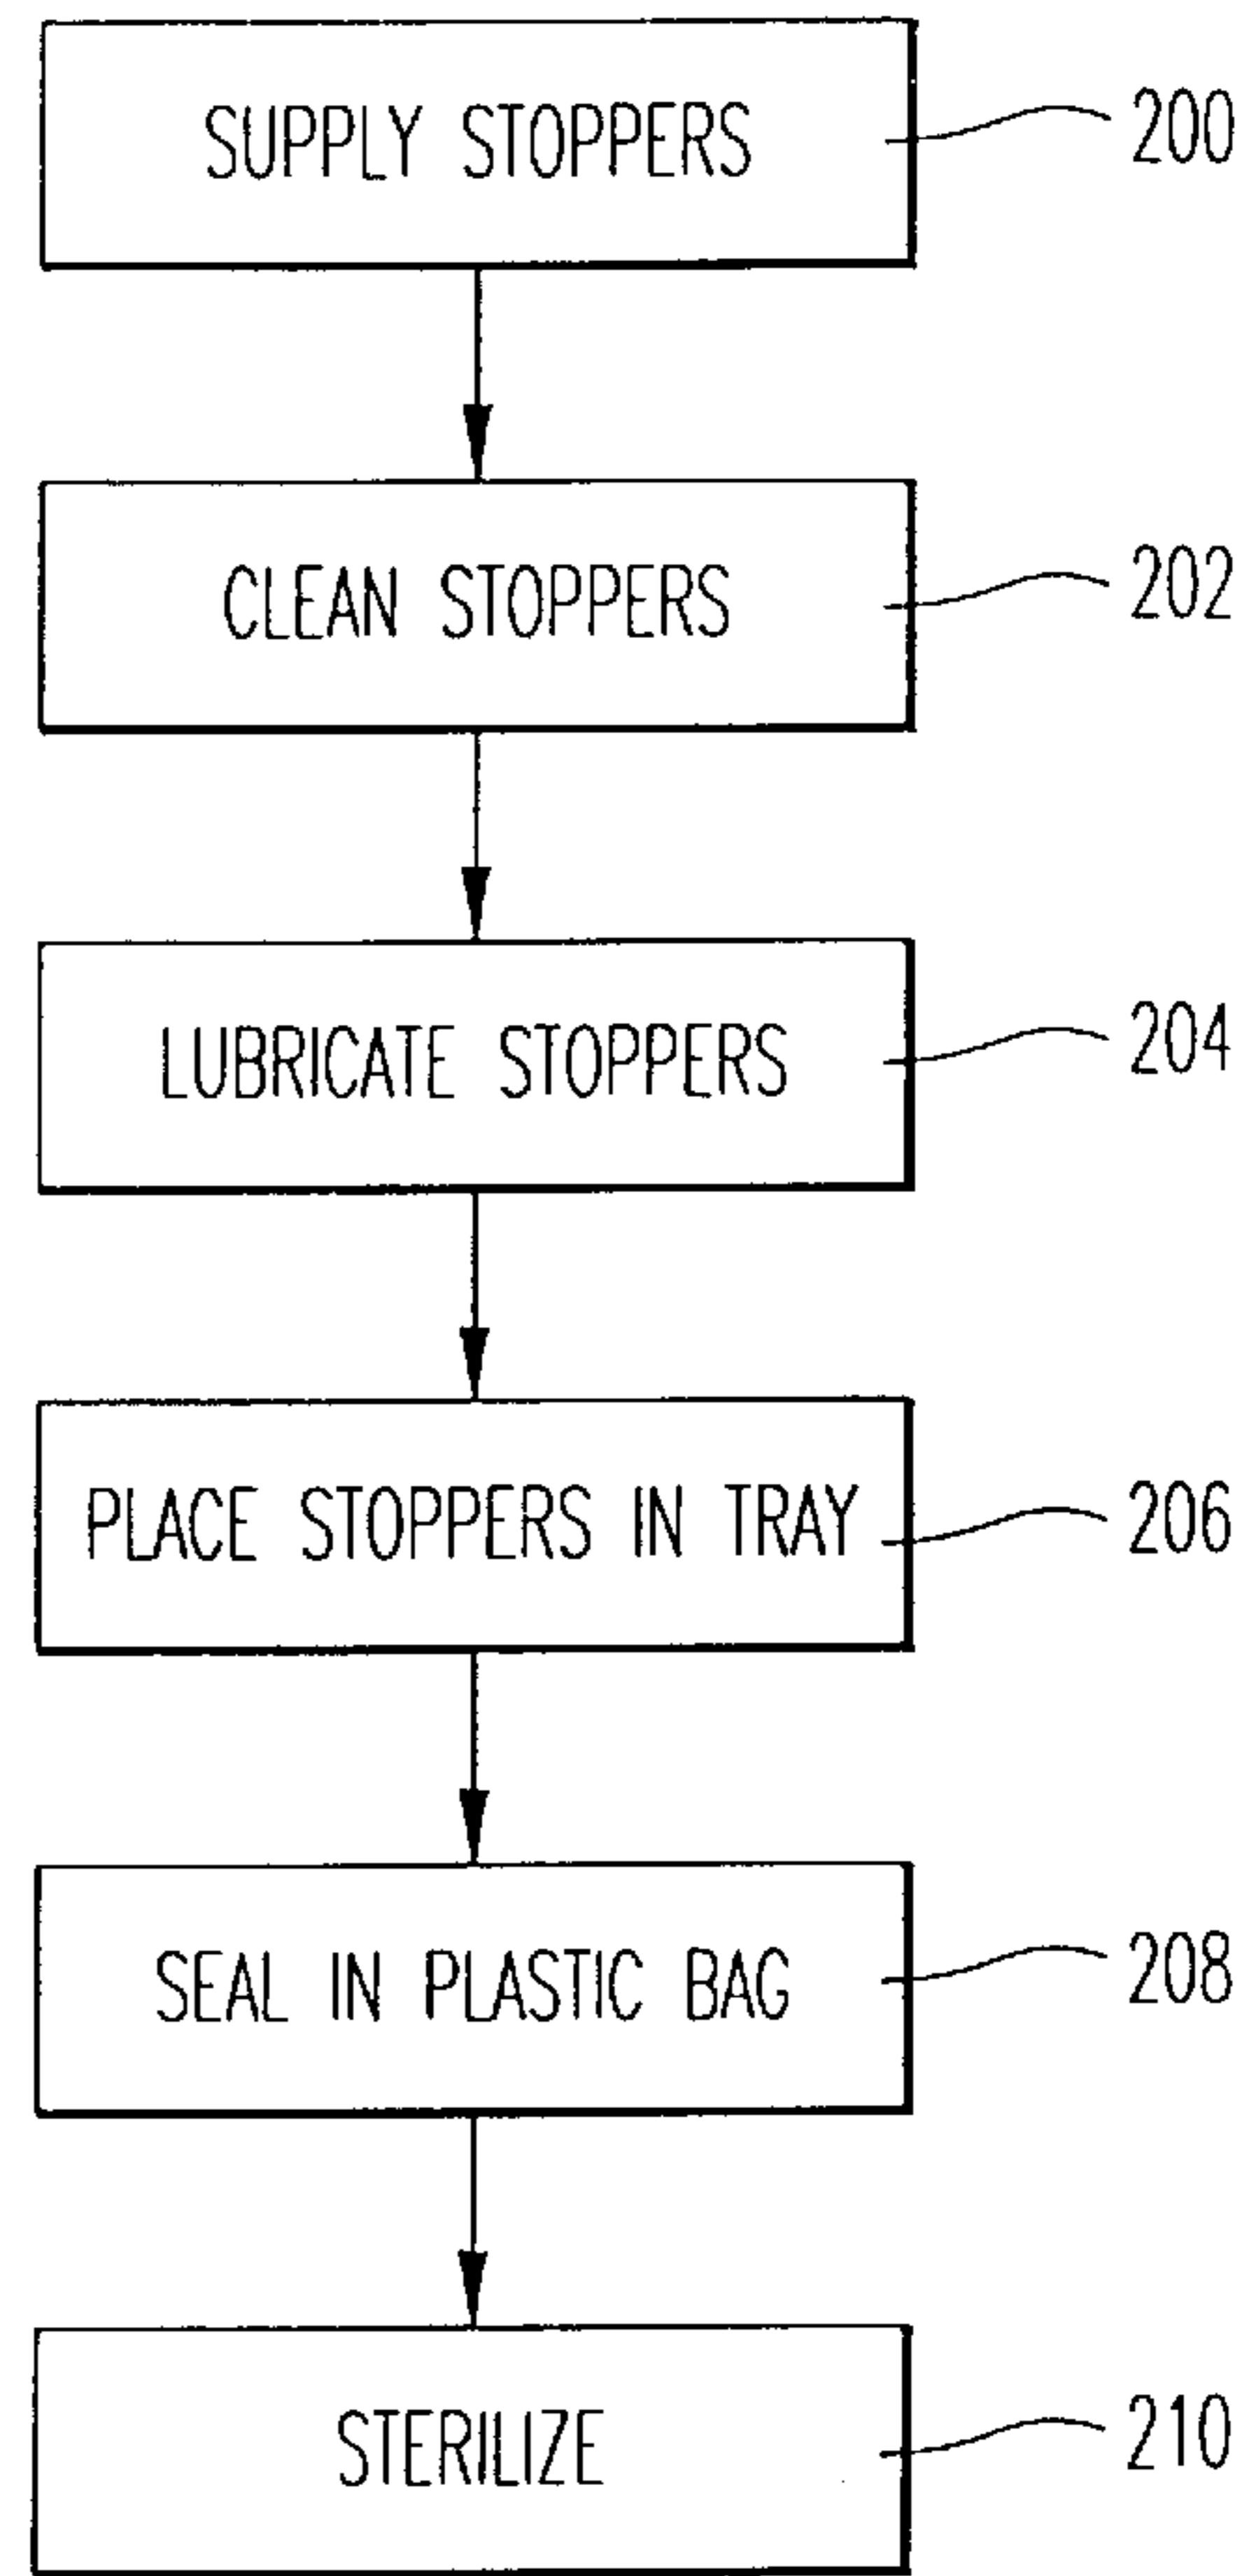 SUPPLY STOPPERS 200
CLEAN STOPPERS 202
LUBRICATE STOPPERS 204
PLACE STOPPERS IN TRAY 206
SEAL IN PLASTIC BAG 208
STERILIZE 210